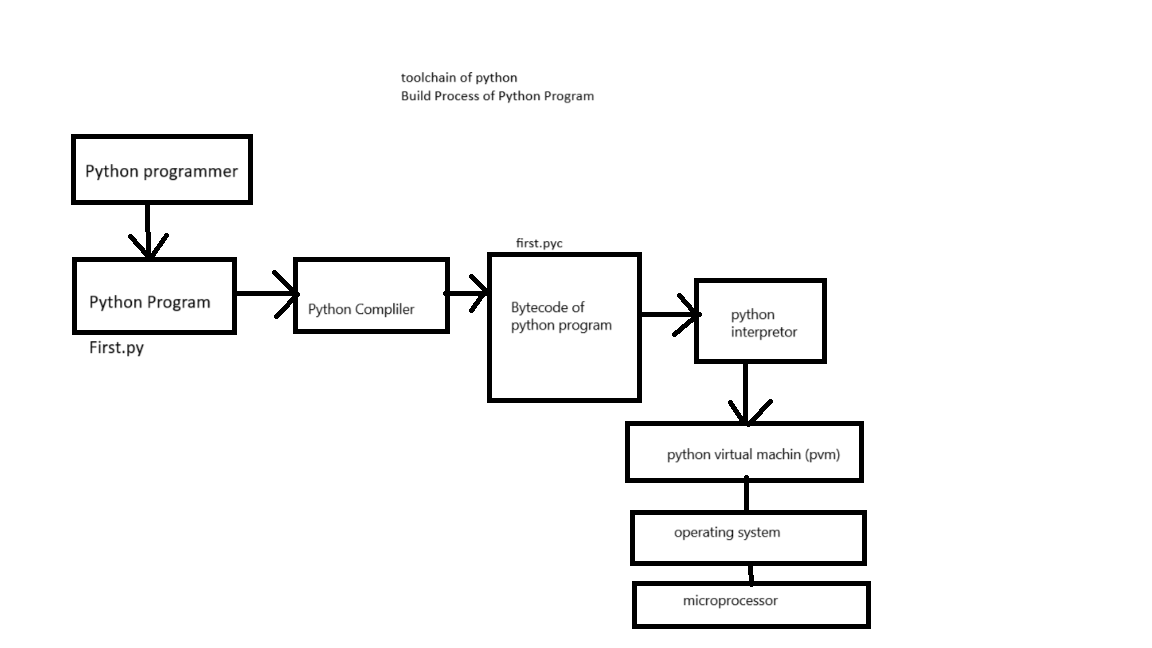 toolchain of python
Build Process of Python Program
Python programmer
Python Program
First.py
Python Compliler
first.pyc
Bytecode of
python program
python
interpretor
python virtual machin (pvm)
operating system
microprocessor